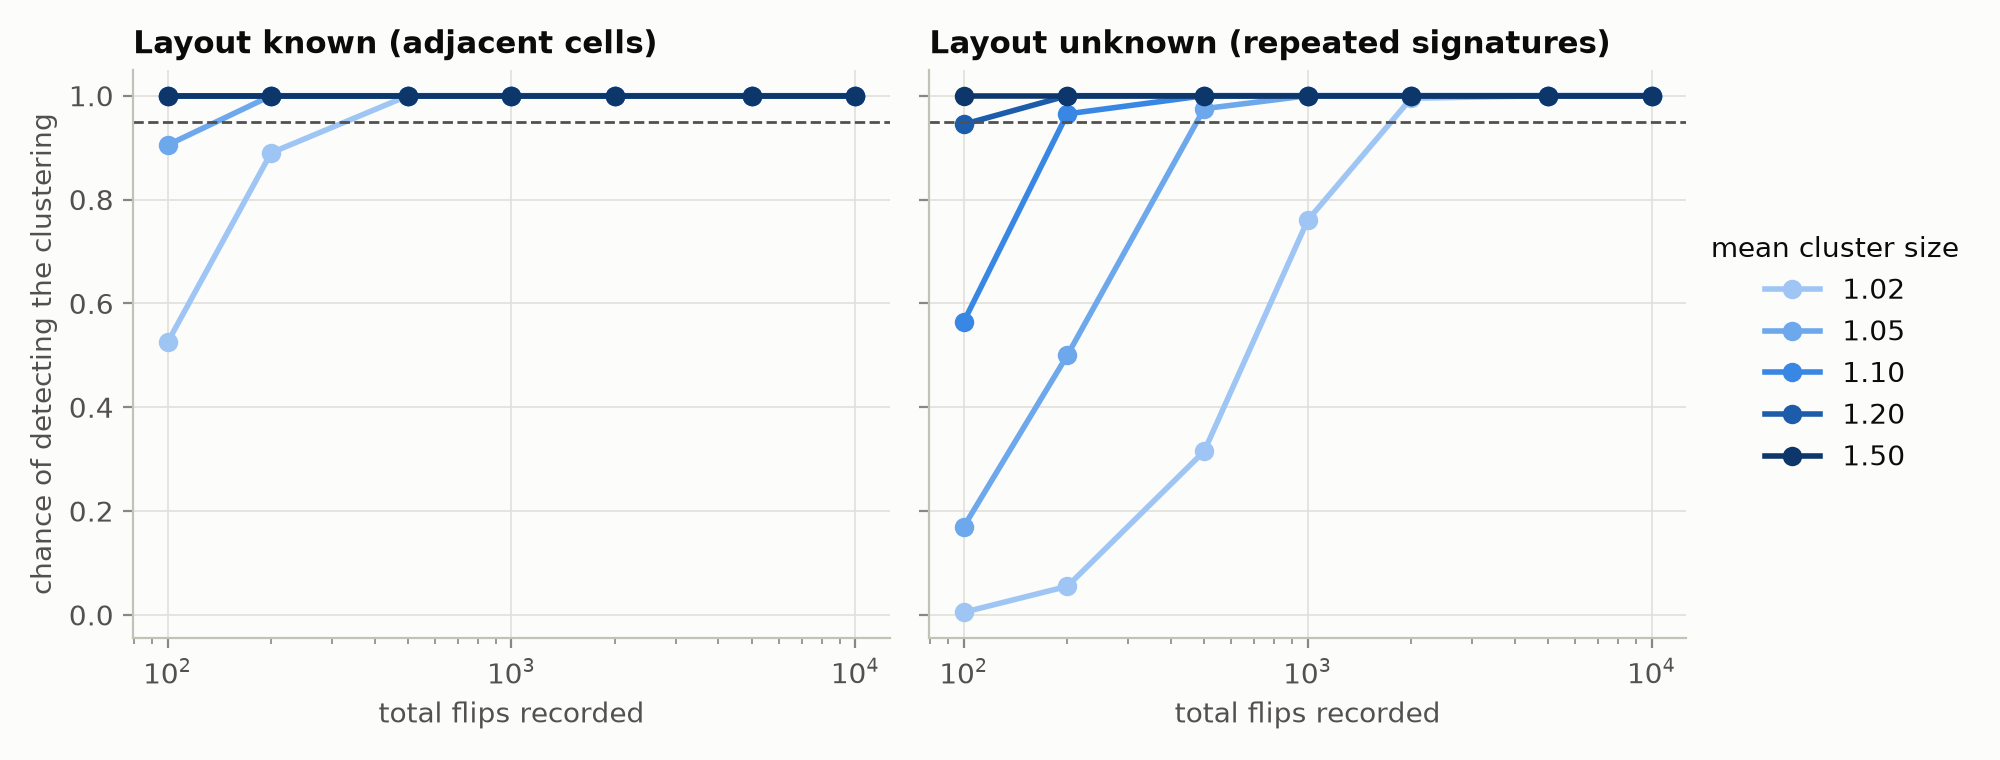 Layout known (adjacent cells)
Layout unknown (repeated signatures)
chance of detecting the clustering
1.0
0.8
0.6
0.4
0.2
0.0
10²
10³
10⁴
total flips recorded
10²
10³
10⁴
total flips recorded
mean cluster size
1.02
1.05
1.10
1.20
1.50